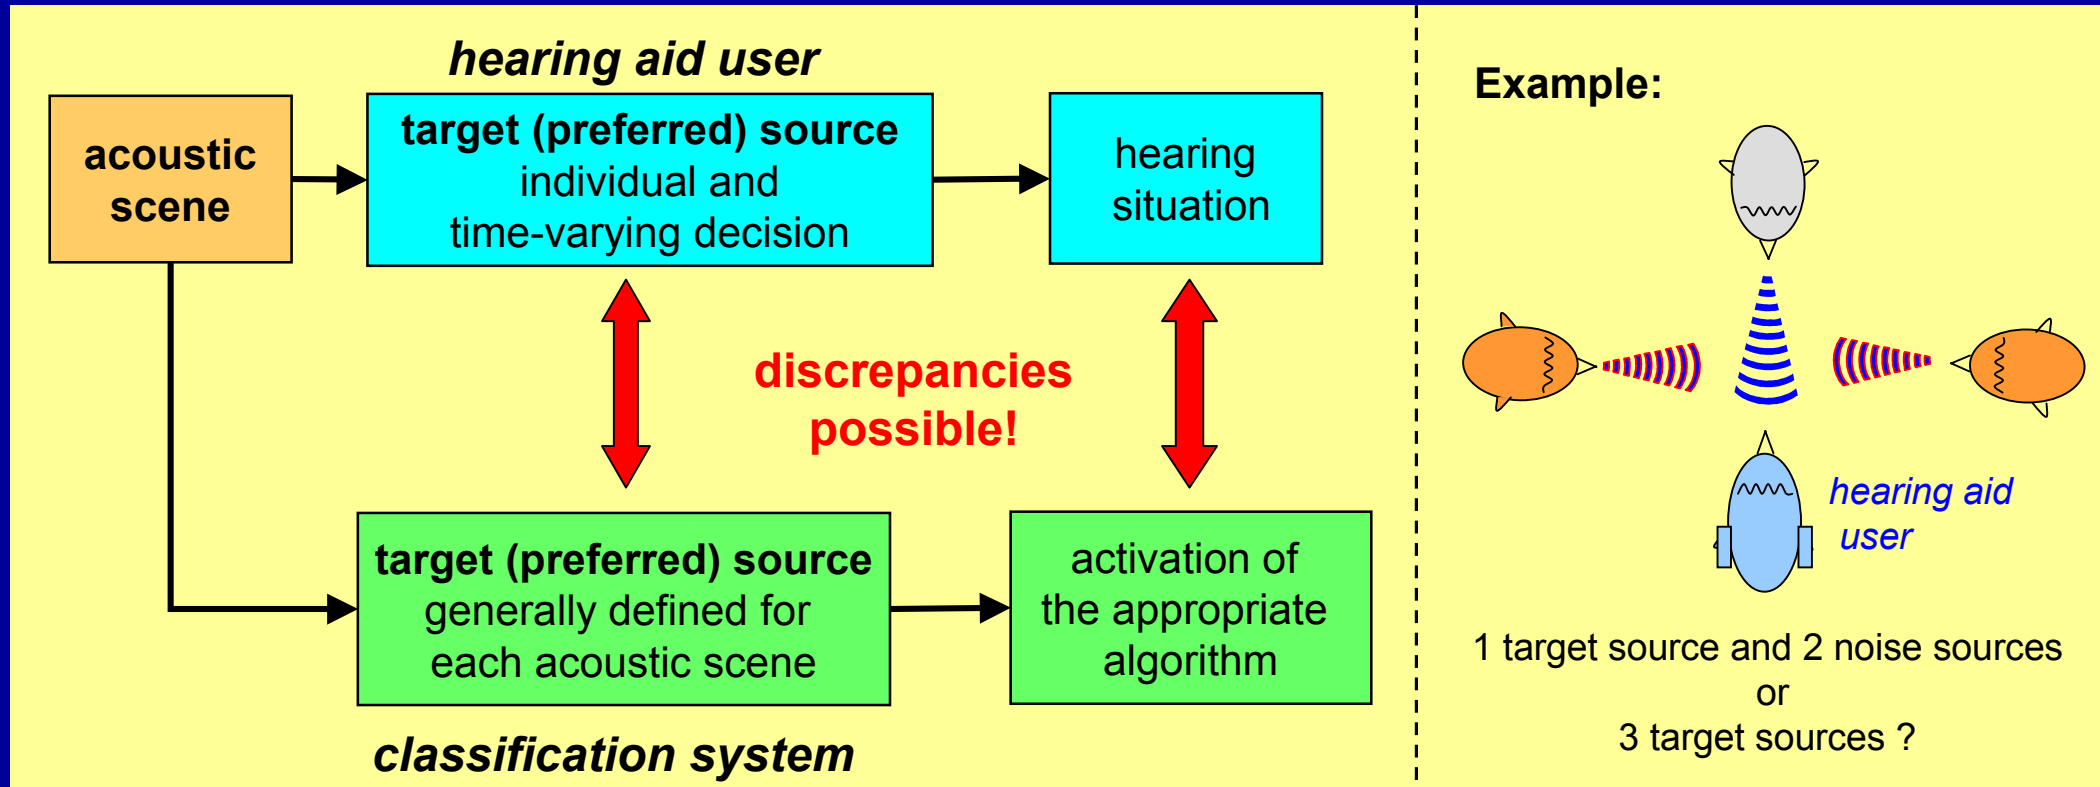 hearing aid user
acoustic
scene
target (preferred) source
individual and
time-varying decision
hearing
situation
discrepancies
possible!
target (preferred) source
generally defined for
each acoustic scene
activation of
the appropriate
algorithm
classification system
Example:
hearing aid
user
1 target source and 2 noise sources
or
3 target sources ?